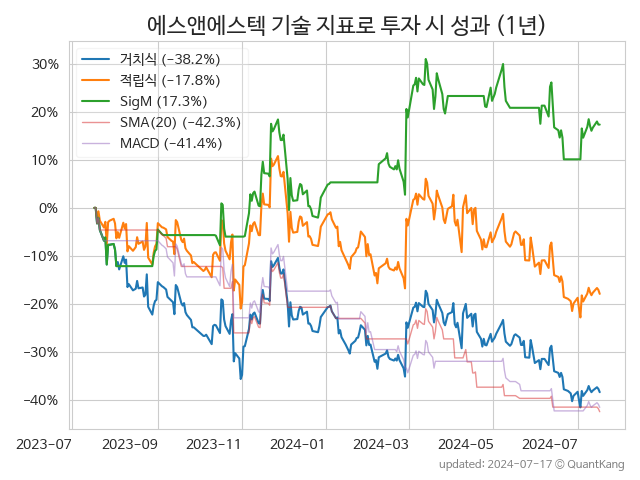 에스앤에스텍 기술 지표로 투자 시 성과 (1년)
거치식 (−38.2%)
적립식 (−17.8%)
SigM (17.3%)
SMA(20) (−42.3%)
MACD (−41.4%)
30%
20%
10%
0%
−10%
−20%
−30%
−40%
2023-07 2023-09 2023-11 2024-01 2024-03 2024-05 2024-07
updated: 2024-07-17 © QuantKang